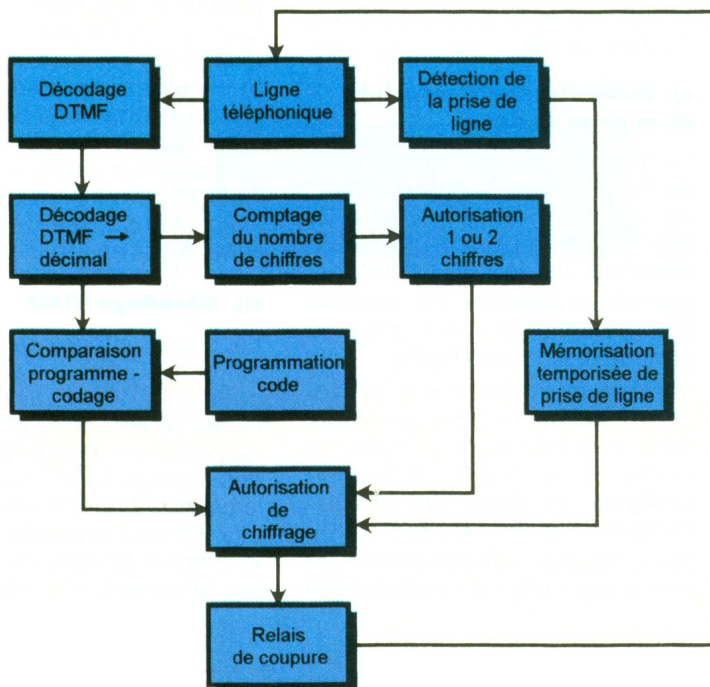 Décodage
DTMF
Ligne
téléphonique
Détection de
la prise de
ligne
Décodage
DTMF →
décimal
Comptage
du nombre
de chiffres
Autorisation
1 ou 2
chiffres
Comparaison
programme -
codage
Programmation
code
Mémorisation
temporisée de
prise de ligne
Autorisation
de
chiffrage
Relais
de coupure